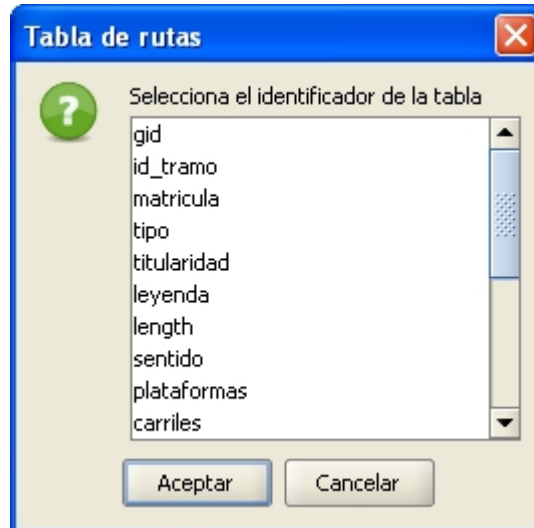 Tabla de rutas
Selecciona el identificador de la tabla
gid
id_tramo
matricula
tipo
titularidad
leyenda
length
sentido
plataformas
carriles
Aceptar
Cancelar